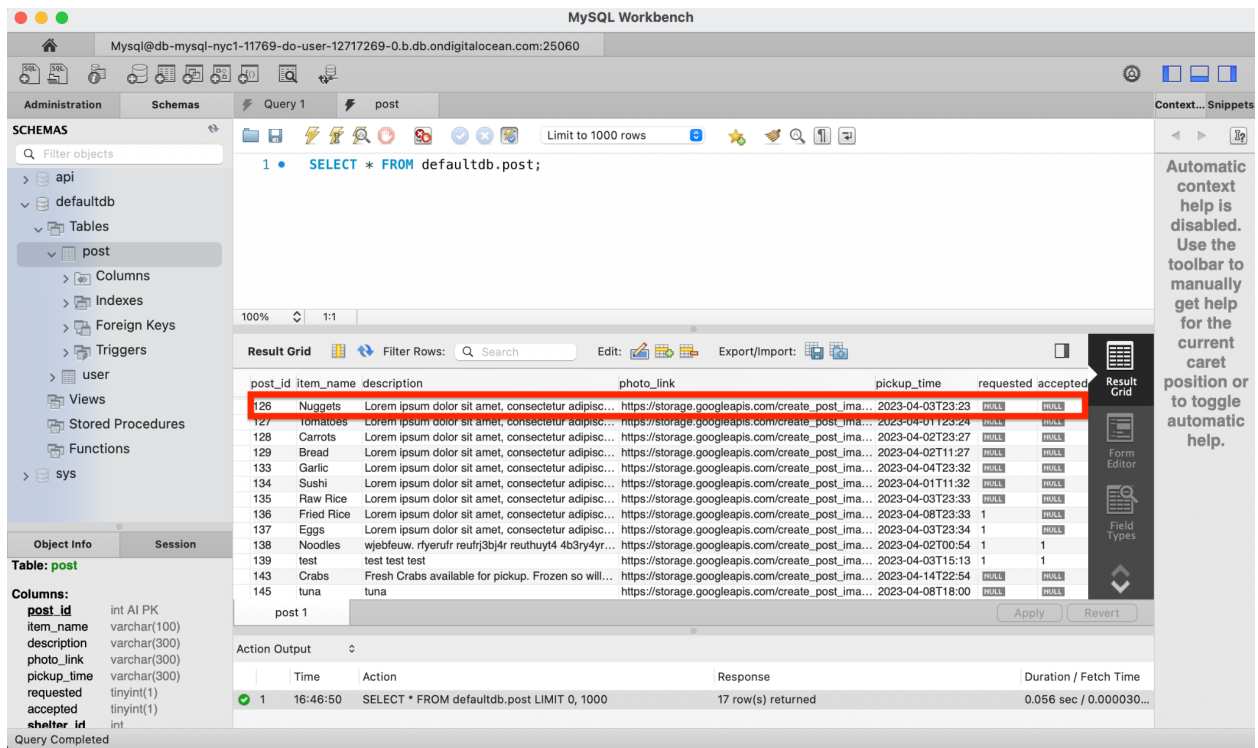 MySQL Workbench
Mysql@db-mysql-nyc1-11769-do-user-12717269-0.b.db.ondigitalocean.com:25060
Administration Schemas
Query 1 post
Context... Snippets
SCHEMAS
Filter objects
api
defaultdb
Tables
post
Columns
Indexes
Foreign Keys
Triggers
user
Views
Stored Procedures
Functions
sys
Limit to 1000 rows
1 SELECT * FROM defaultdb.post;
100% 1:1
Automatic
context
help is
disabled.
Use the
toolbar to
manually
get help
for the
current
caret
position or
to toggle
automatic
help.
Result Grid Filter Rows: Search Edit: Export/Import:
post_id item_name description photo_link pickup_time requested accepted
126 Nuggets Lorem ipsum dolor sit amet, consectetur adipisc... https://storage.googleapis.com/create_post_ima... 2023-04-03T23:23 NULL NULL
127 Tomatoes Lorem ipsum dolor sit amet, consectetur adipisc... https://storage.googleapis.com/create_post_ima... 2023-04-01T23:24 NULL NULL
128 Carrots Lorem ipsum dolor sit amet, consectetur adipisc... https://storage.googleapis.com/create_post_ima... 2023-04-02T23:27 NULL NULL
129 Bread Lorem ipsum dolor sit amet, consectetur adipisc... https://storage.googleapis.com/create_post_ima... 2023-04-02T11:27 NULL NULL
133 Garlic Lorem ipsum dolor sit amet, consectetur adipisc... https://storage.googleapis.com/create_post_ima... 2023-04-04T23:32 NULL NULL
134 Sushi Lorem ipsum dolor sit amet, consectetur adipisc... https://storage.googleapis.com/create_post_ima... 2023-04-01T11:32 NULL NULL
135 Raw Rice Lorem ipsum dolor sit amet, consectetur adipisc... https://storage.googleapis.com/create_post_ima... 2023-04-03T23:33 NULL NULL
136 Fried Rice Lorem ipsum dolor sit amet, consectetur adipisc... https://storage.googleapis.com/create_post_ima... 2023-04-08T23:33 1 NULL
137 Eggs Lorem ipsum dolor sit amet, consectetur adipisc... https://storage.googleapis.com/create_post_ima... 2023-04-03T23:34 1 NULL
138 Noodles wjebfeuw. rfyerufr reufrj3bj4r reuthuyt4 4b3ry4yr... https://storage.googleapis.com/create_post_ima... 2023-04-02T00:54 1 1
139 test test test test https://storage.googleapis.com/create_post_ima... 2023-04-03T15:13 1 1
143 Crabs Fresh Crabs available for pickup. Frozen so will... https://storage.googleapis.com/create_post_ima... 2023-04-14T22:54 NULL NULL
145 tuna tuna https://storage.googleapis.com/create_post_ima... 2023-04-08T18:00 NULL NULL
Result
Grid
Form
Editor
Field
Types
post 1 Apply Revert
Object Info Session
Table: post
Columns:
post_id int AI PK
item_name varchar(100)
description varchar(300)
photo_link varchar(300)
pickup_time varchar(300)
requested tinyint(1)
accepted tinyint(1)
shelter_id int
Action Output
Time Action Response Duration / Fetch Time
1 16:46:50 SELECT * FROM defaultdb.post LIMIT 0, 1000 17 row(s) returned 0.056 sec / 0.000030...
Query Completed